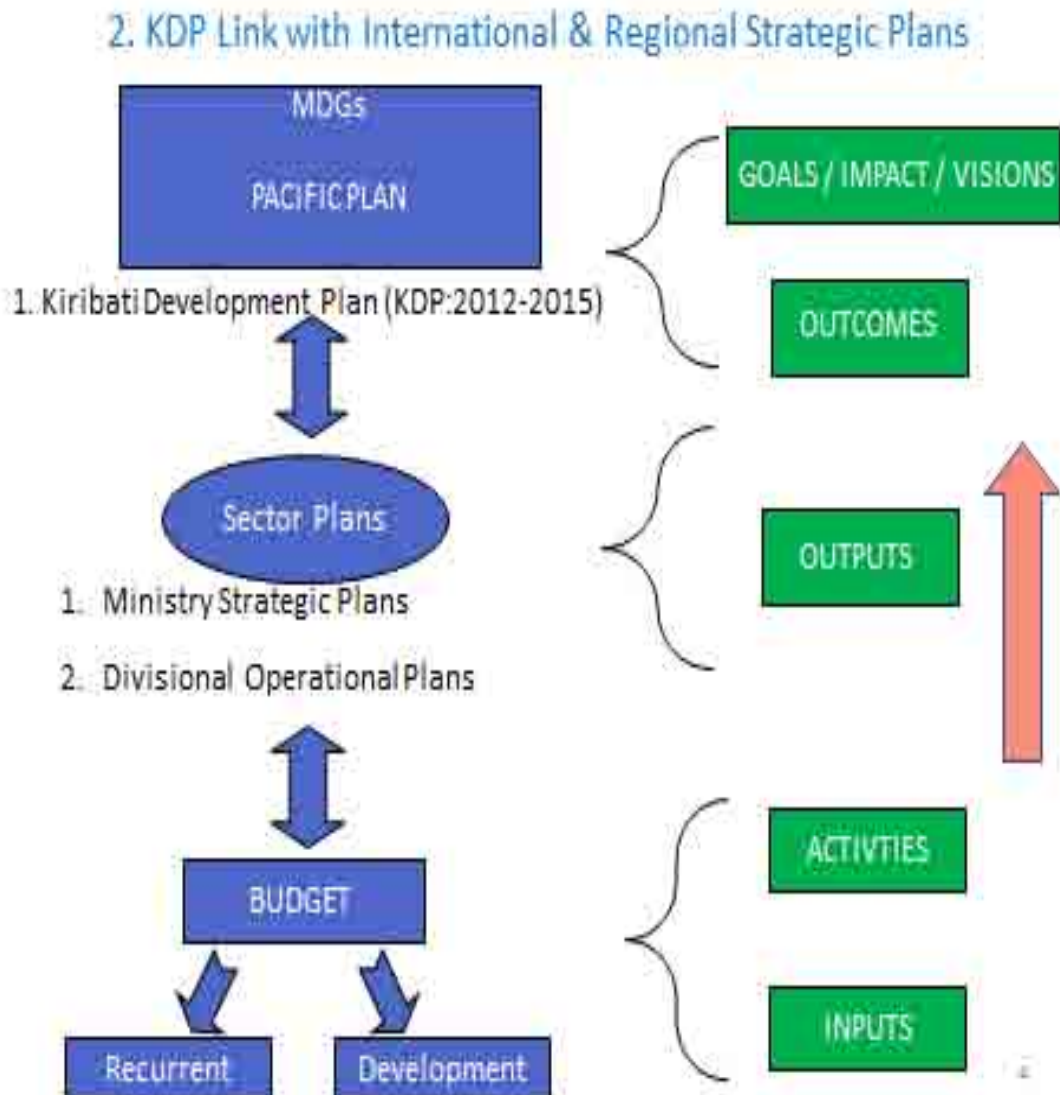 2. KDP Link with International & Regional Strategic Plans
MDGs
PACIFIC PLAN
1. Kiribati Development Plan (KDP:2012-2015)
Sector Plans
1. Ministry Strategic Plans
2. Divisional Operational Plans
BUDGET
Recurrent
Development
GOALS / IMPACT / VISIONS
OUTCOMES
OUTPUTS
ACTIVTIES
INPUTS